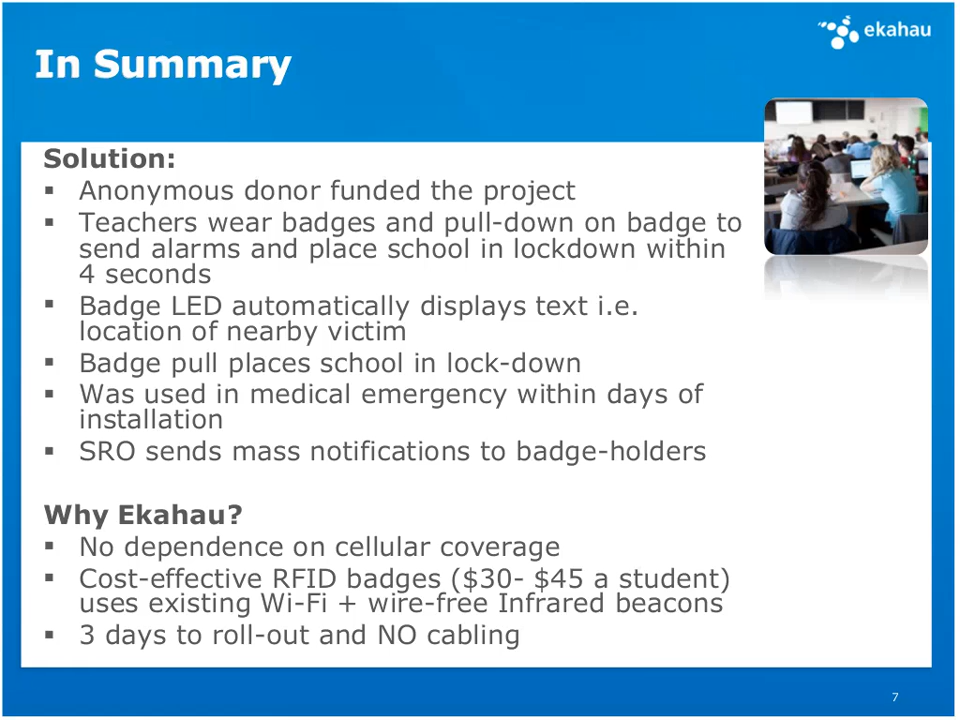 ekahau
In Summary
Solution:
▪ Anonymous donor funded the project
▪ Teachers wear badges and pull-down on badge to
send alarms and place school in lockdown within
4 seconds
▪ Badge LED automatically displays text i.e.
location of nearby victim
▪ Badge pull places school in lock-down
▪ Was used in medical emergency within days of
installation
▪ SRO sends mass notifications to badge-holders
Why Ekahau?
▪ No dependence on cellular coverage
▪ Cost-effective RFID badges ($30- $45 a student)
uses existing Wi-Fi + wire-free Infrared beacons
▪ 3 days to roll-out and NO cabling
7